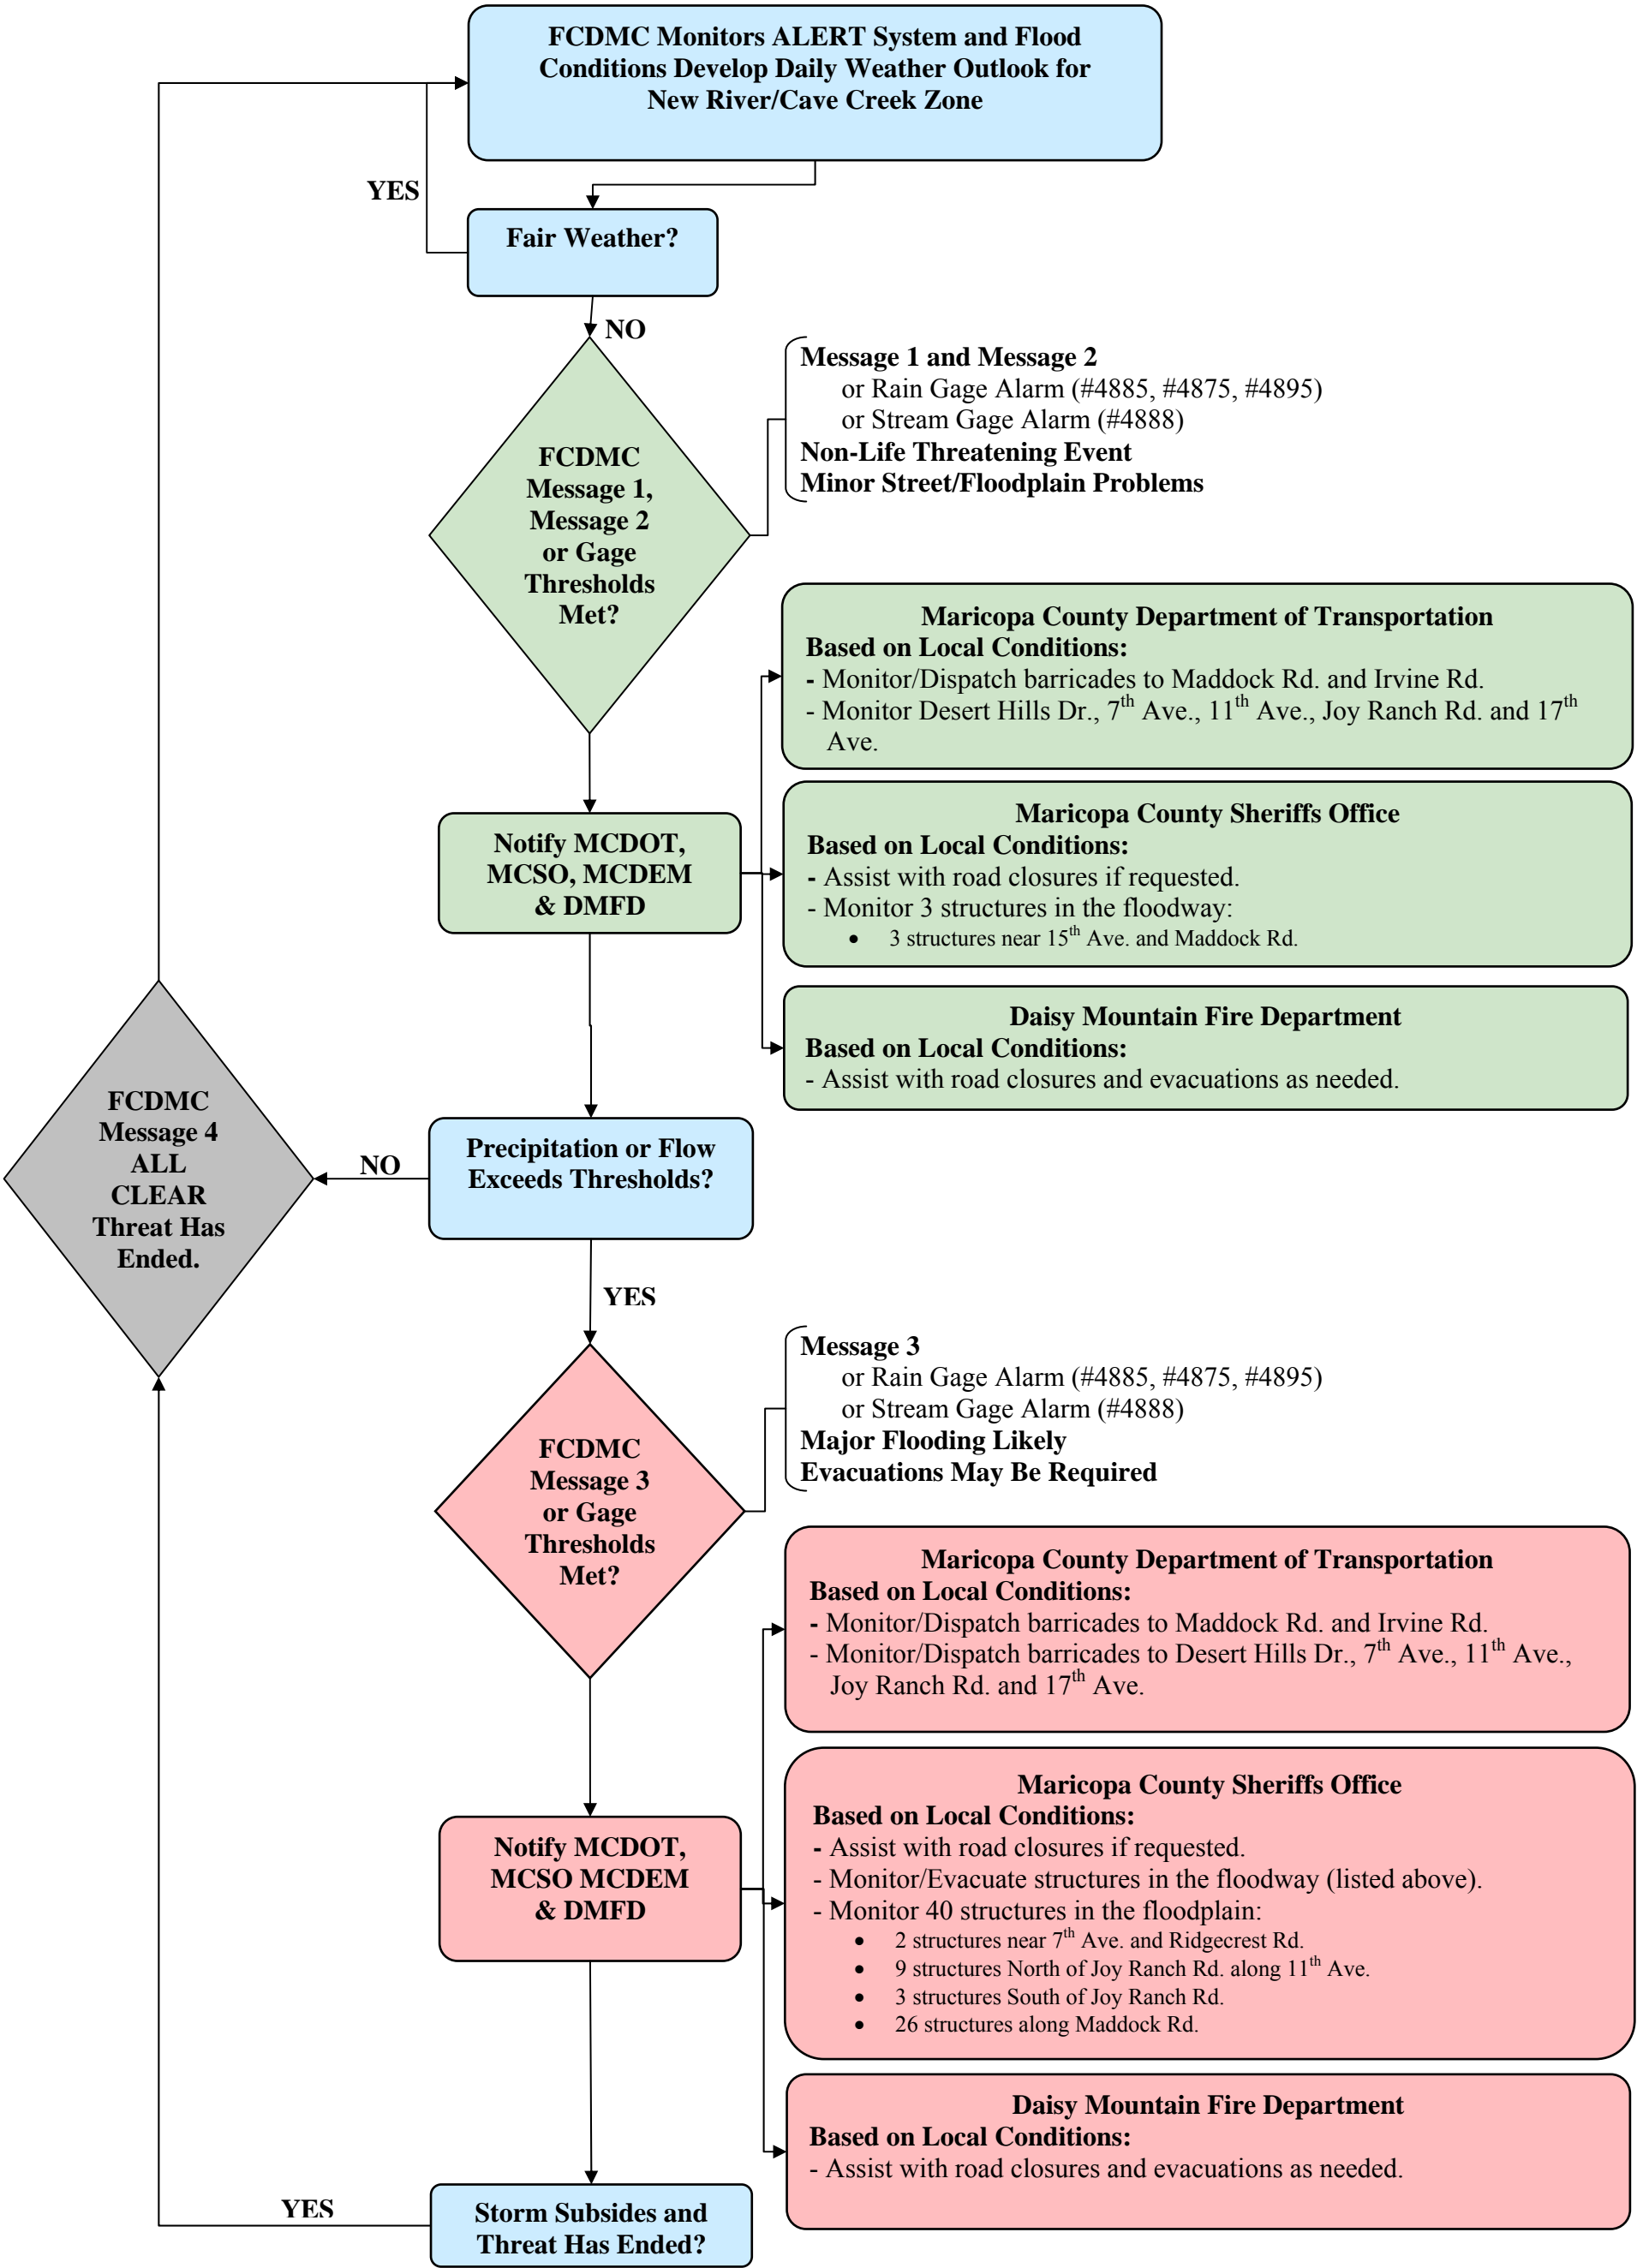 FCDMC Monitors ALERT System and Flood
Conditions Develop Daily Weather Outlook for
New River/Cave Creek Zone
YES
Fair Weather?
NO
Message 1 and Message 2
or Rain Gage Alarm (#4885, #4875, #4895)
or Stream Gage Alarm (#4888)
Non-Life Threatening Event
Minor Street/Floodplain Problems
FCDMC
Message 1,
Message 2
or Gage
Thresholds
Met?
Maricopa County Department of Transportation
Based on Local Conditions:
- Monitor/Dispatch barricades to Maddock Rd. and Irvine Rd.
- Monitor Desert Hills Dr., 7th Ave., 11th Ave., Joy Ranch Rd. and 17th
Ave.
Notify MCDOT,
MCSO, MCDEM
& DMFD
Maricopa County Sheriffs Office
Based on Local Conditions:
- Assist with road closures if requested.
- Monitor 3 structures in the floodway:
• 3 structures near 15th Ave. and Maddock Rd.
Daisy Mountain Fire Department
Based on Local Conditions:
- Assist with road closures and evacuations as needed.
FCDMC
Message 4
ALL
CLEAR
Threat Has
Ended.
NO
Precipitation or Flow
Exceeds Thresholds?
YES
Message 3
or Rain Gage Alarm (#4885, #4875, #4895)
or Stream Gage Alarm (#4888)
Major Flooding Likely
Evacuations May Be Required
FCDMC
Message 3
or Gage
Thresholds
Met?
Maricopa County Department of Transportation
Based on Local Conditions:
- Monitor/Dispatch barricades to Maddock Rd. and Irvine Rd.
- Monitor/Dispatch barricades to Desert Hills Dr., 7th Ave., 11th Ave.,
Joy Ranch Rd. and 17th Ave.
Notify MCDOT,
MCSO MCDEM
& DMFD
Maricopa County Sheriffs Office
Based on Local Conditions:
- Assist with road closures if requested.
- Monitor/Evacuate structures in the floodway (listed above).
- Monitor 40 structures in the floodplain:
• 2 structures near 7th Ave. and Ridgecrest Rd.
• 9 structures North of Joy Ranch Rd. along 11th Ave.
• 3 structures South of Joy Ranch Rd.
• 26 structures along Maddock Rd.
Daisy Mountain Fire Department
Based on Local Conditions:
- Assist with road closures and evacuations as needed.
YES
Storm Subsides and
Threat Has Ended?